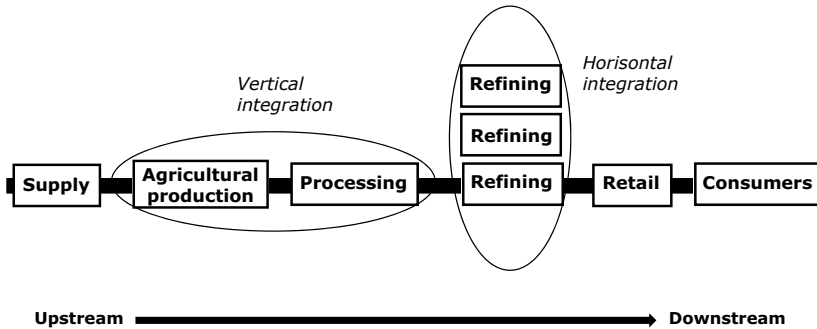 Vertical
integration
Horisontal
integration
Refining
Refining
Supply
Agricultural
production
Processing
Refining
Retail
Consumers
Upstream
Downstream